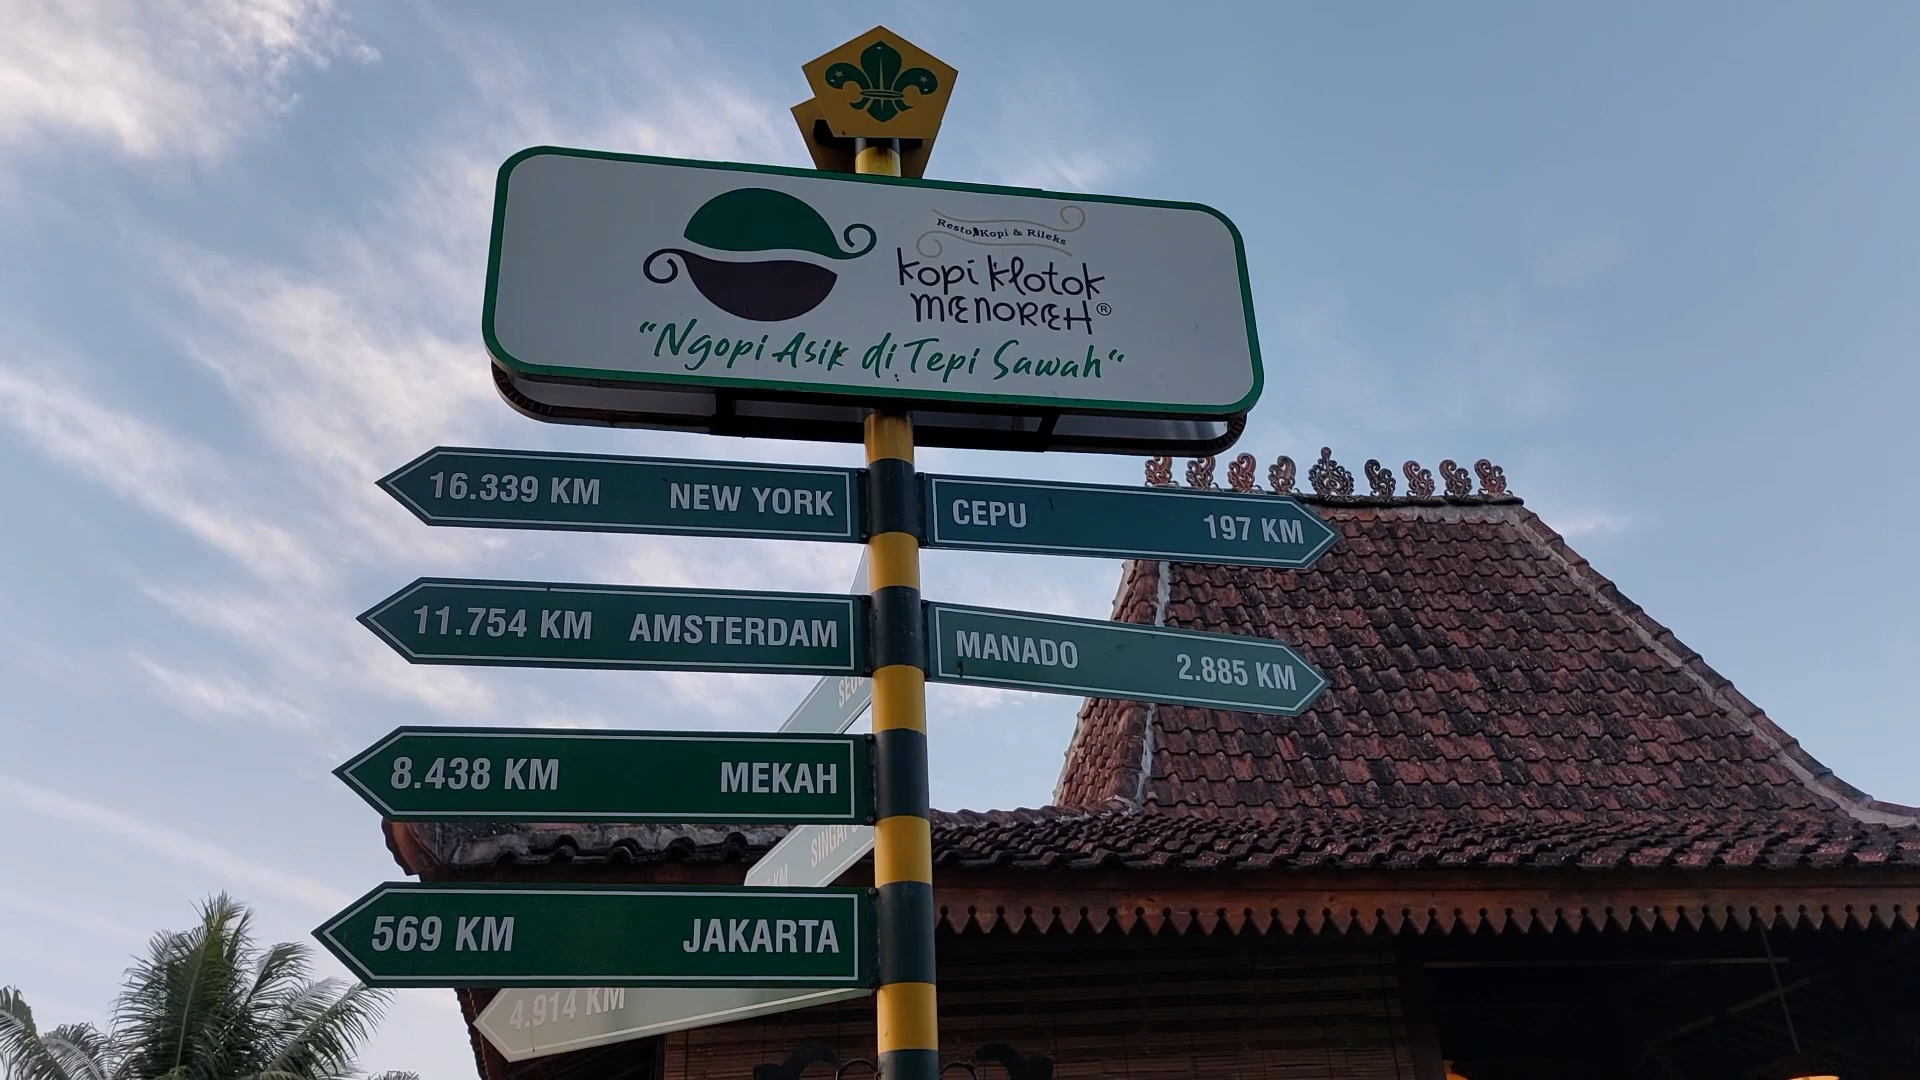 Resto, Kopi & Rileks
kopi klotok
MENOREH®
"Ngopi Asik di Tepi Sawah"
16.339 KM NEW YORK
CEPU 197 KM
11.754 KM AMSTERDAM
MANADO 2.885 KM
8.438 KM MEKAH
569 KM JAKARTA
4.914 KM